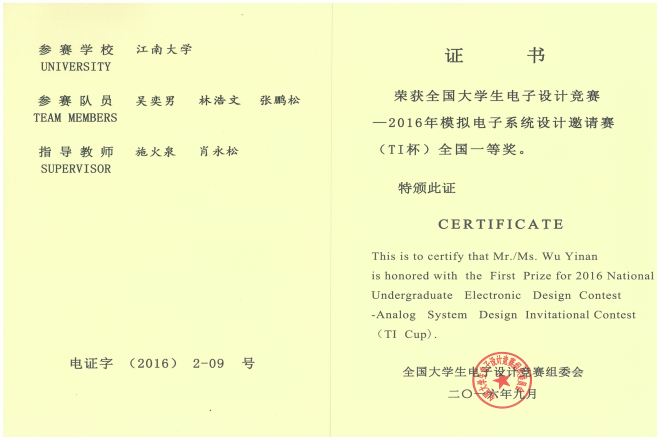 参赛学校 江南大学
UNIVERSITY
参赛队员 吴奕男 林浩文 张鹏松
TEAM MEMBERS
指导教师 施火泉 肖永松
SUPERVISOR
电证字 （2016） 2-09 号
证 书
荣获全国大学生电子设计竞赛
—2016年模拟电子系统设计邀请赛
（TI杯）全国一等奖。
特颁此证
CERTIFICATE
This is to certify that Mr./Ms. Wu Yinan
is honored with the First Prize for 2016 National
Undergraduate Electronic Design Contest
-Analog System Design Invitational Contest
（TI Cup）.
全国大学生电子设计竞赛组委会
二〇一六年九月